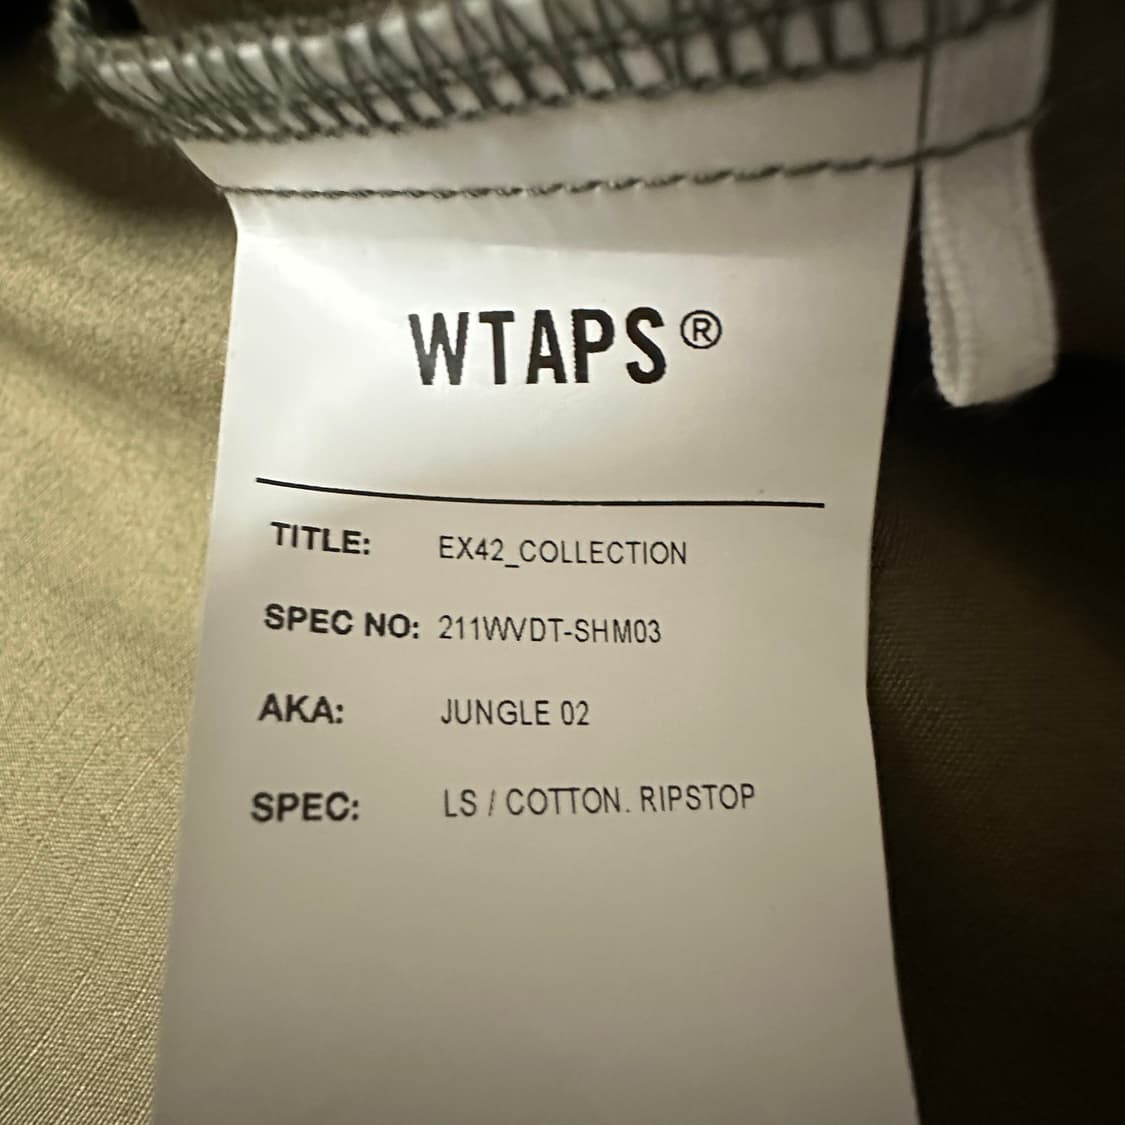 WTAPS®
TITLE: EX42_COLLECTION
SPEC NO: 211WVDT-SHM03
AKA: JUNGLE 02
SPEC: LS / COTTON. RIPSTOP